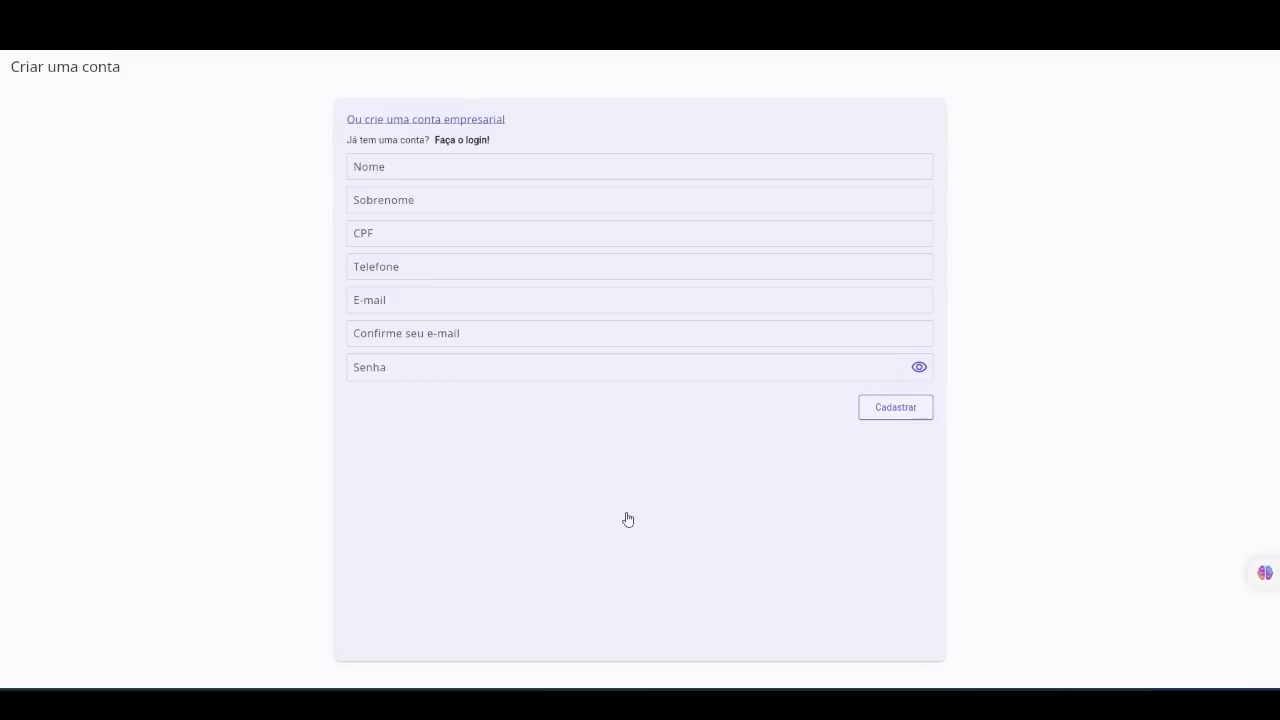 Criar uma conta
Ou crie uma conta empresarial
Já tem uma conta? Faça o login!
Nome
Sobrenome
CPF
Telefone
E-mail
Confirme seu e-mail
Senha
Cadastrar